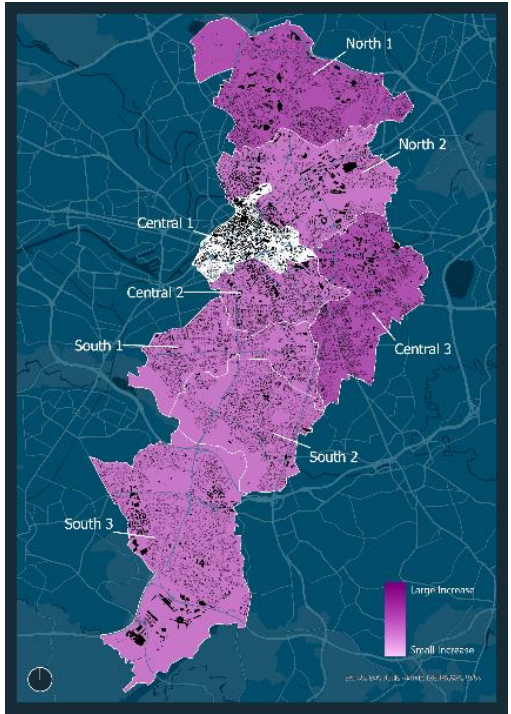 North 1
North 2
Central 1
Central 2
South 1
Central 3
South 2
South 3
Large Increase
Small Increase